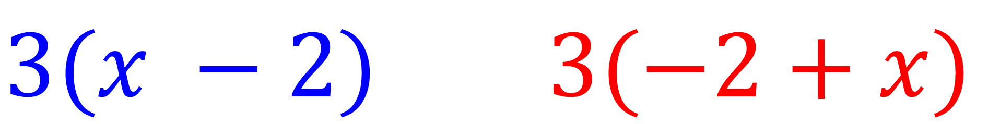 3(x − 2) 3(−2 + x)